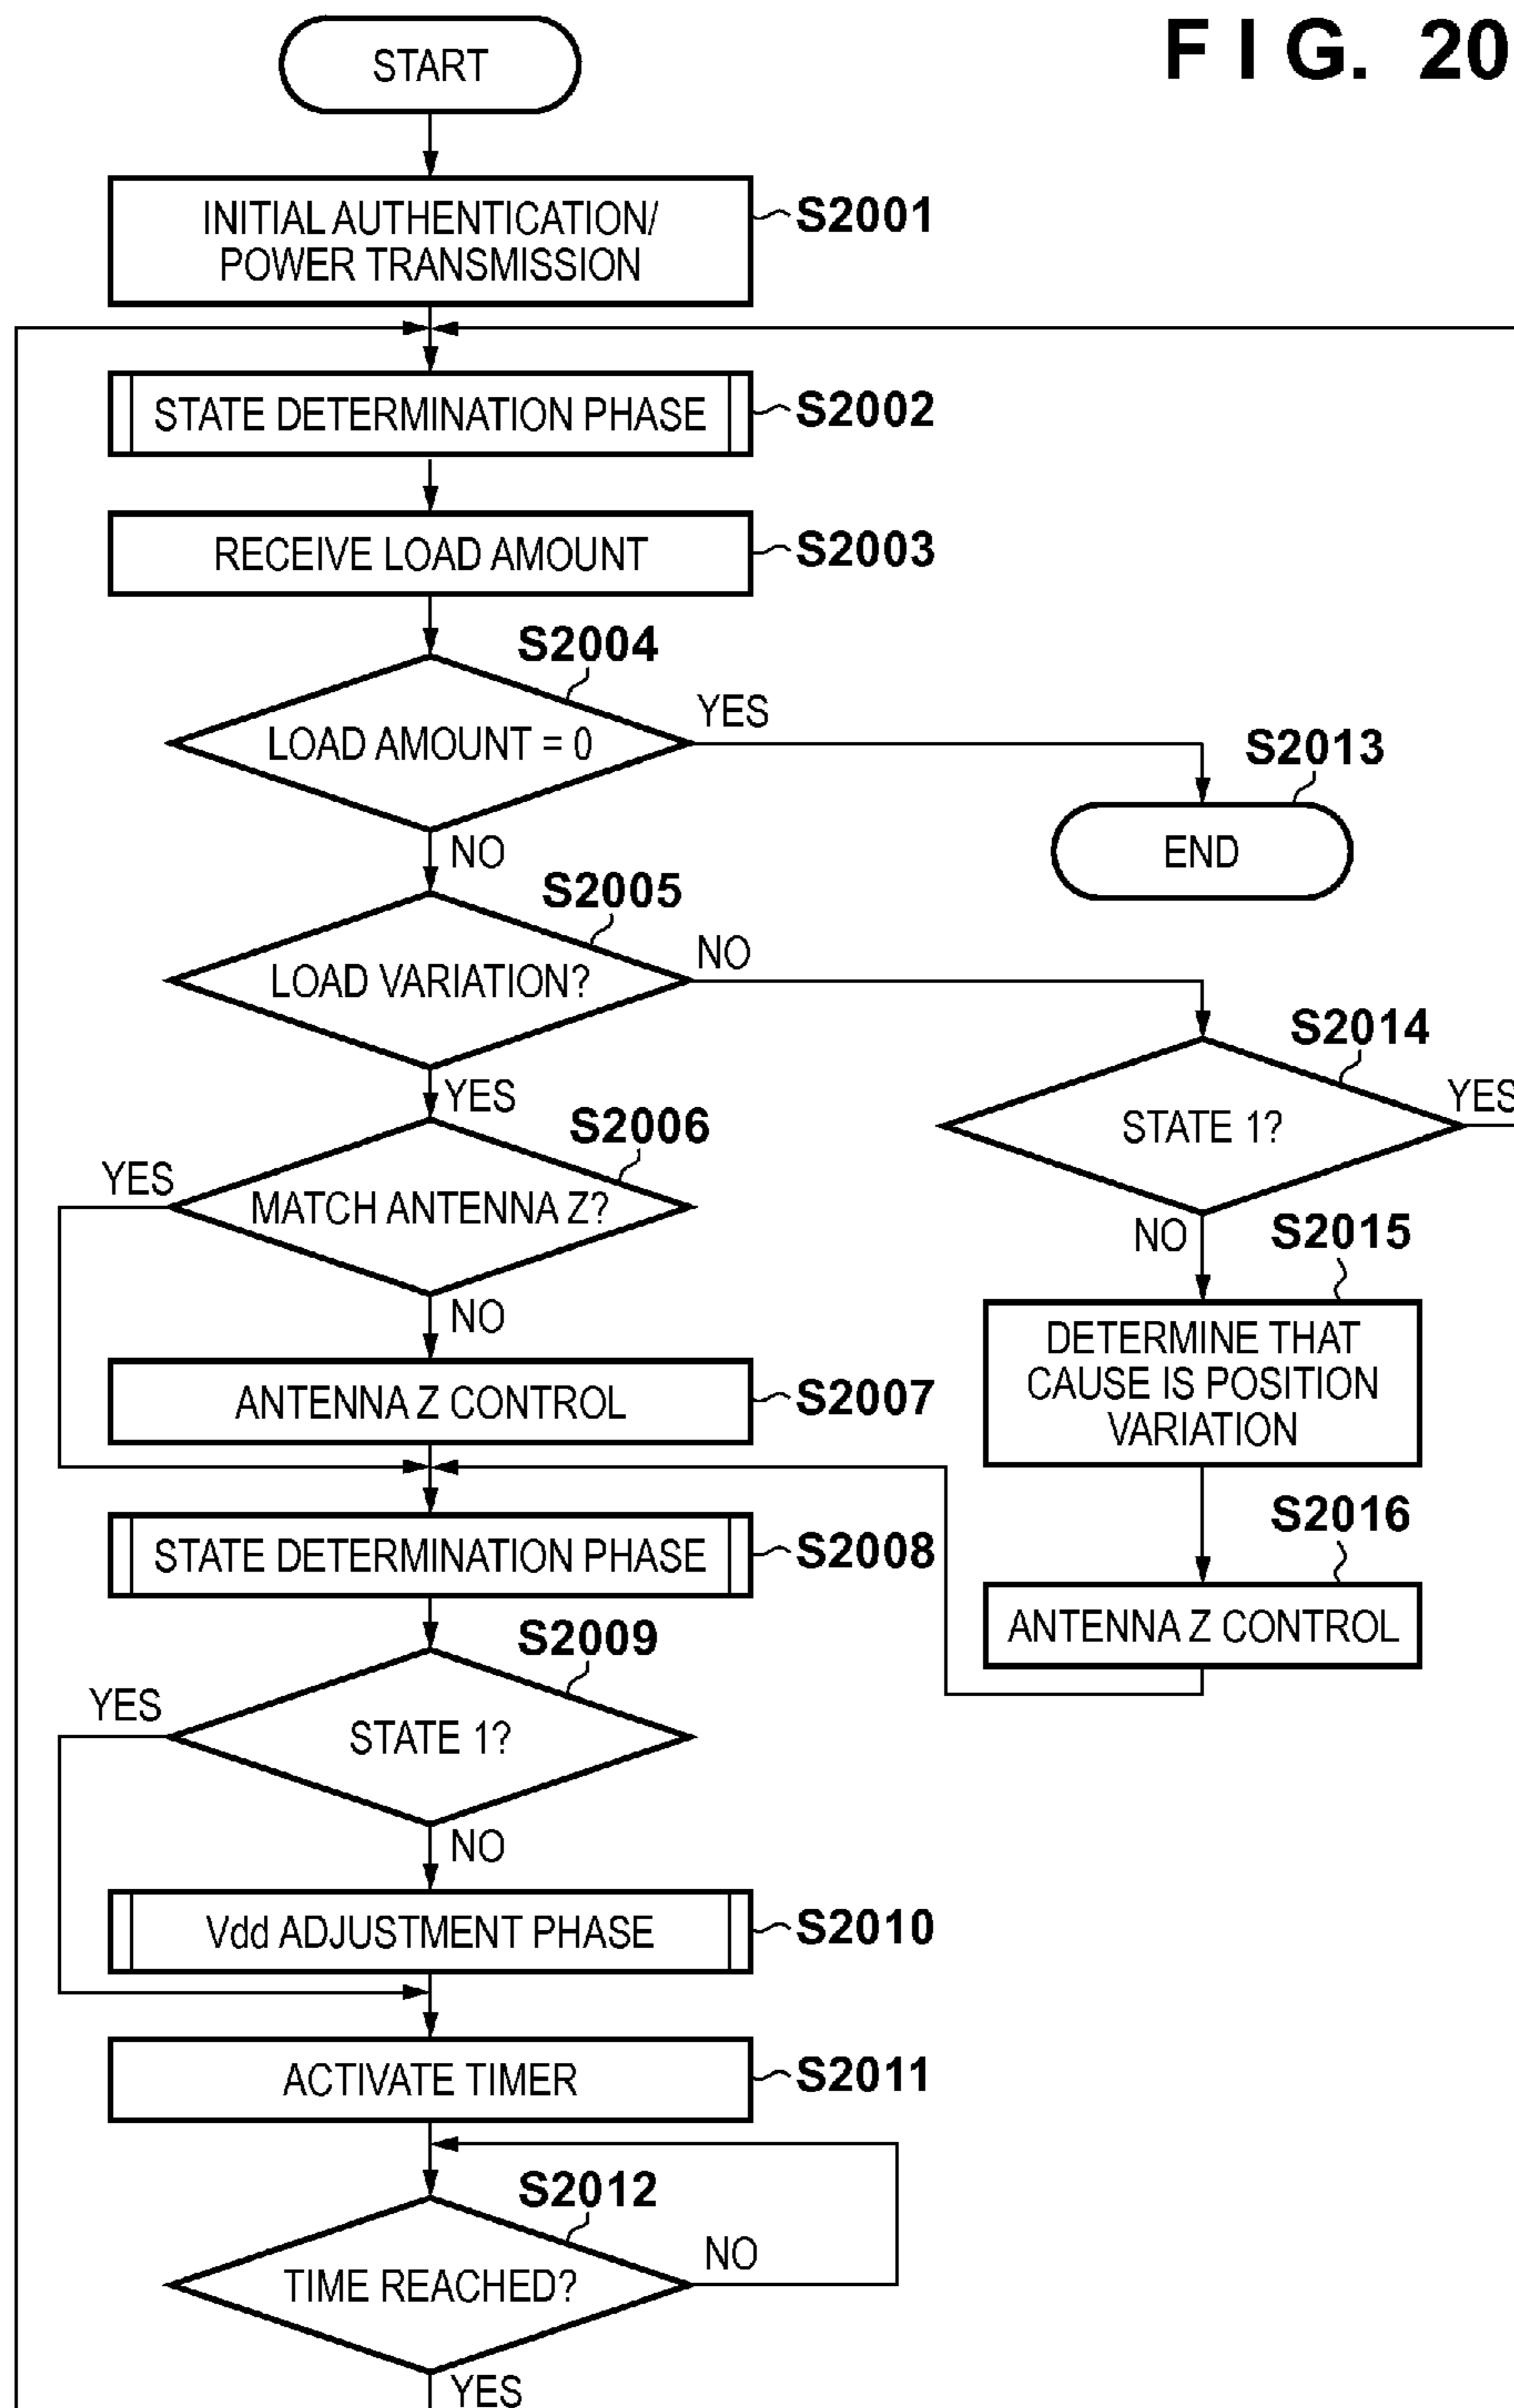 FIG. 20
START
INITIAL AUTHENTICATION/
POWER TRANSMISSION
S2001
STATE DETERMINATION PHASE
S2002
RECEIVE LOAD AMOUNT
S2003
S2004
LOAD AMOUNT = 0
YES
NO
S2013
END
S2005
LOAD VARIATION?
NO
YES
S2014
STATE 1?
YES
NO
S2006
MATCH ANTENNA Z?
YES
NO
S2015
DETERMINE THAT
CAUSE IS POSITION
VARIATION
ANTENNA Z CONTROL
S2007
S2016
ANTENNA Z CONTROL
STATE DETERMINATION PHASE
S2008
S2009
STATE 1?
YES
NO
Vdd ADJUSTMENT PHASE
S2010
ACTIVATE TIMER
S2011
S2012
TIME REACHED?
NO
YES